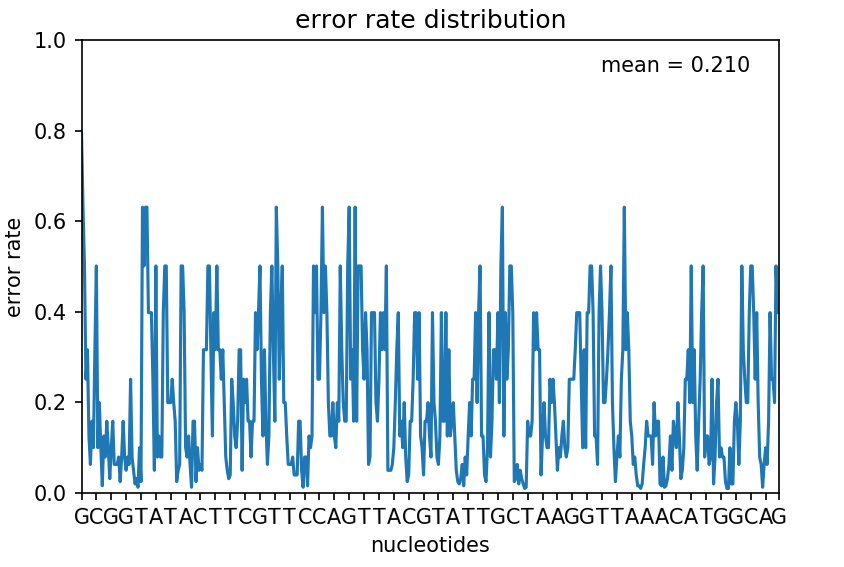 error rate distribution
1.0
mean = 0.210
0.8
0.6
error rate
0.4
0.2
0.0
GCGGTATACTTCGTTCCAGTTACGTATTGCTAAGGTTAAACATGGCAG
nucleotides